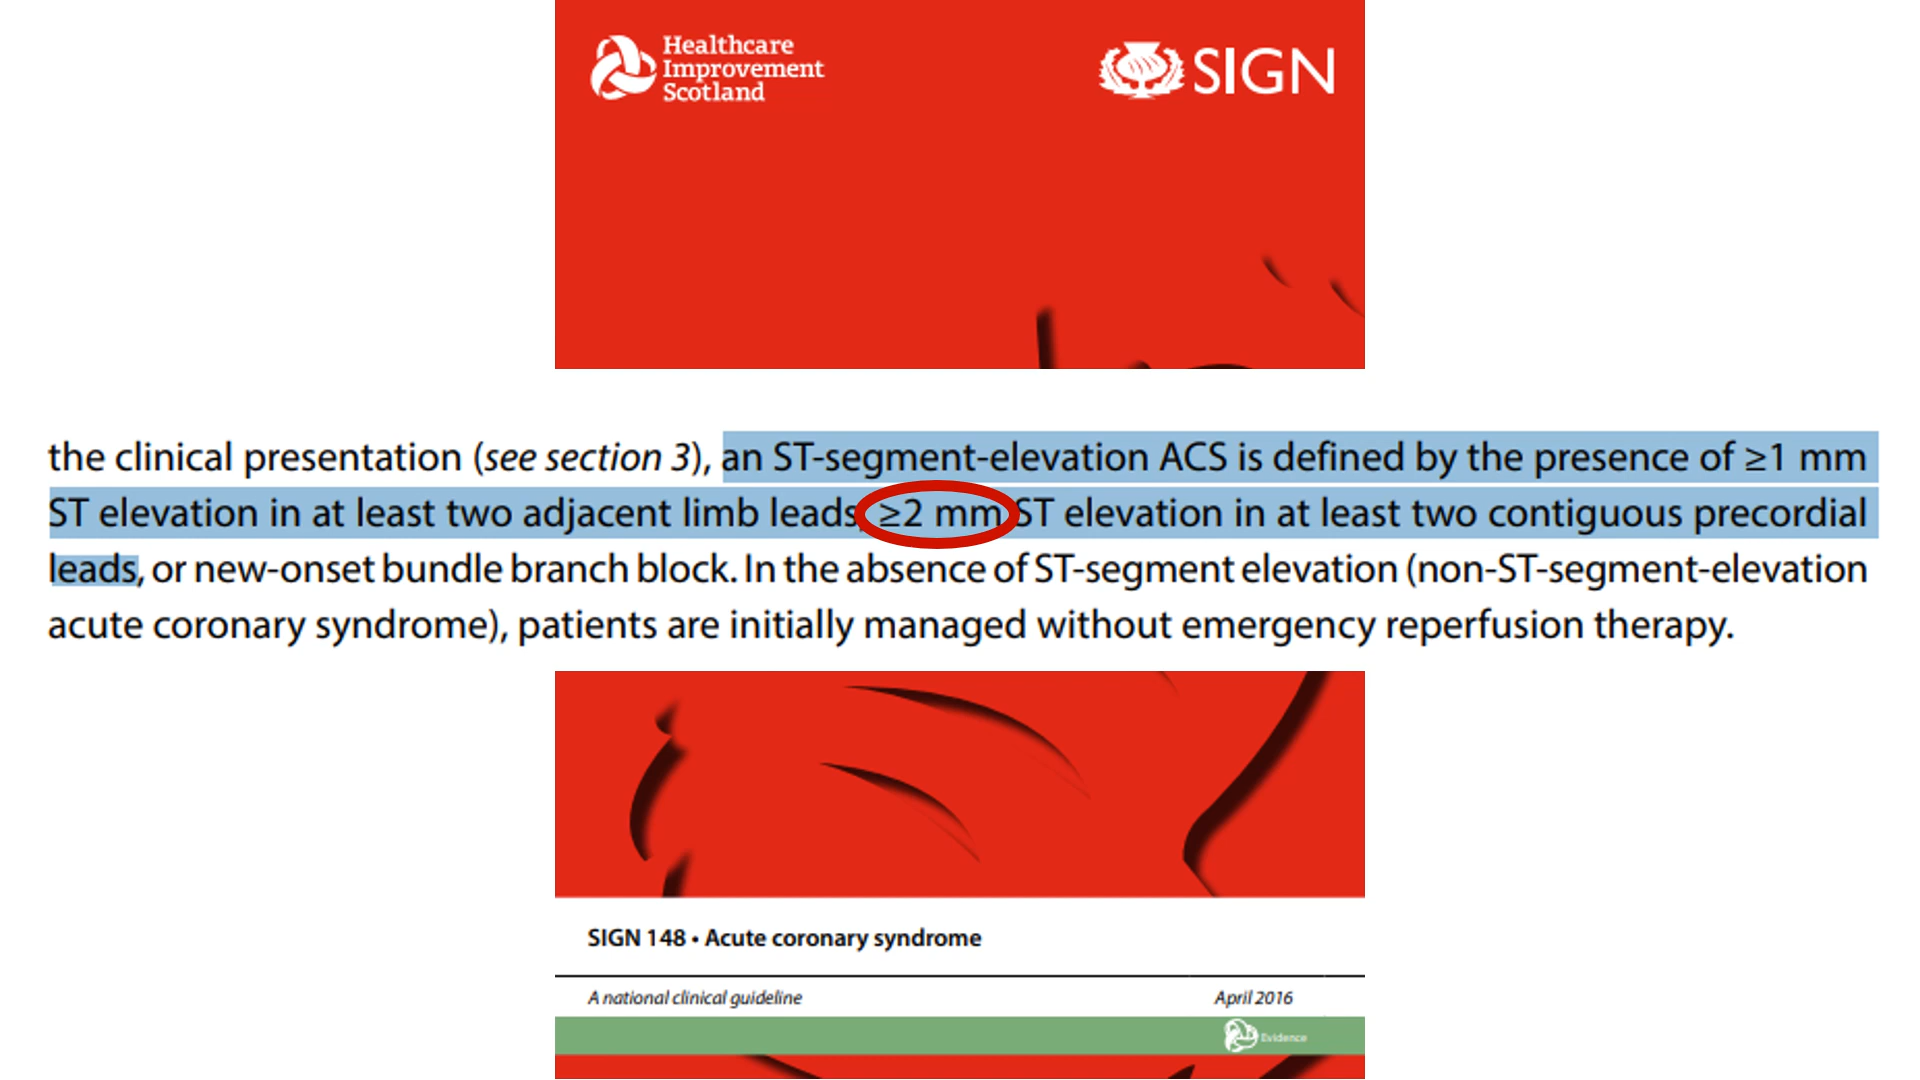 Healthcare
Improvement
Scotland
SIGN
the clinical presentation (see section 3), an ST-segment-elevation ACS is defined by the presence of ≥1 mm
ST elevation in at least two adjacent limb leads, ≥2 mm ST elevation in at least two contiguous precordial
leads, or new-onset bundle branch block. In the absence of ST-segment elevation (non-ST-segment-elevation
acute coronary syndrome), patients are initially managed without emergency reperfusion therapy.
SIGN 148 • Acute coronary syndrome
A national clinical guideline
April 2016
Evidence